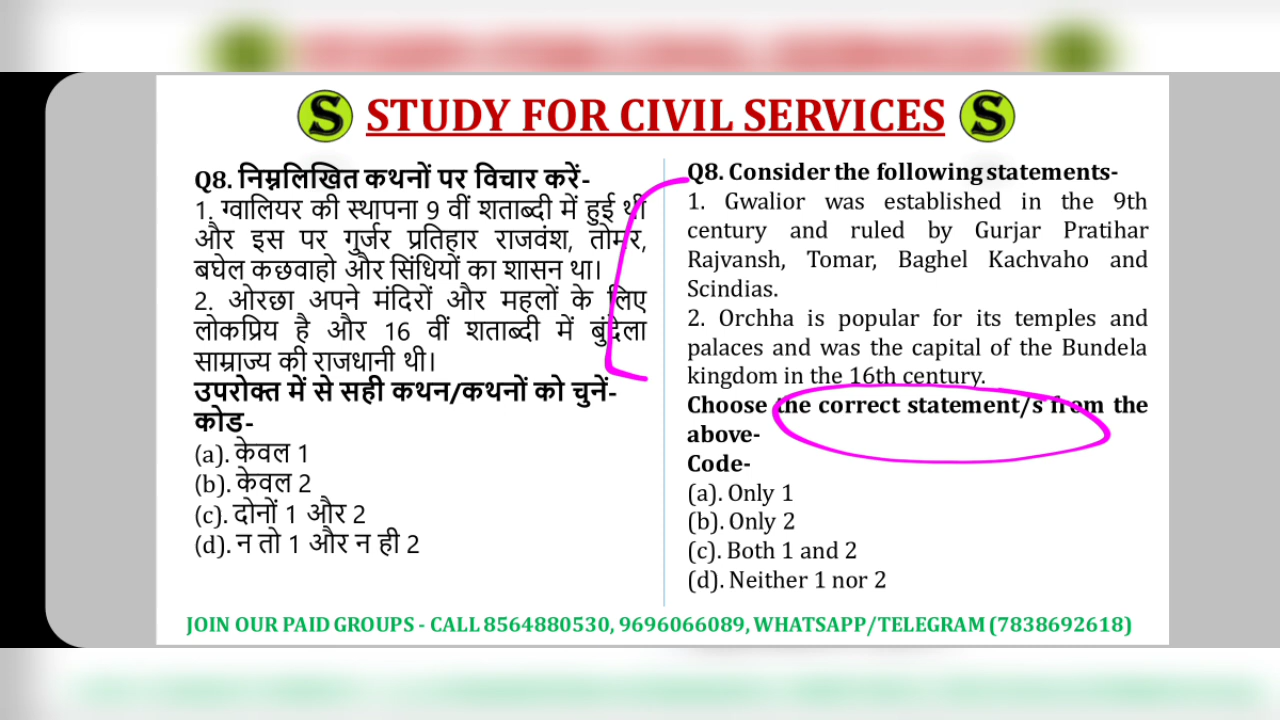 STUDY FOR CIVIL SERVICES
Q8. निम्नलिखित कथनों पर विचार करें-
1. ग्वालियर की स्थापना 9 वीं शताब्दी में हुई थी
और इस पर गुर्जर प्रतिहार राजवंश, तोमर,
बघेल कछवाहो और सिंधियों का शासन था।
2. ओरछा अपने मंदिरों और महलों के लिए
लोकप्रिय है और 16 वीं शताब्दी में बुंदेला
साम्राज्य की राजधानी थी।
उपरोक्त में से सही कथन/कथनों को चुनें-
कोड-
(a). केवल 1
(b). केवल 2
(c). दोनों 1 और 2
(d). न तो 1 और न ही 2
Q8. Consider the following statements-
1. Gwalior was established in the 9th
century and ruled by Gurjar Pratihar
Rajvansh, Tomar, Baghel Kachvaho and
Scindias.
2. Orchha is popular for its temples and
palaces and was the capital of the Bundela
kingdom in the 16th century.
Choose the correct statement/s from the
above-
Code-
(a). Only 1
(b). Only 2
(c). Both 1 and 2
(d). Neither 1 nor 2
JOIN OUR PAID GROUPS - CALL 8564880530, 9696066089, WHATSAPP/TELEGRAM (7838692618)